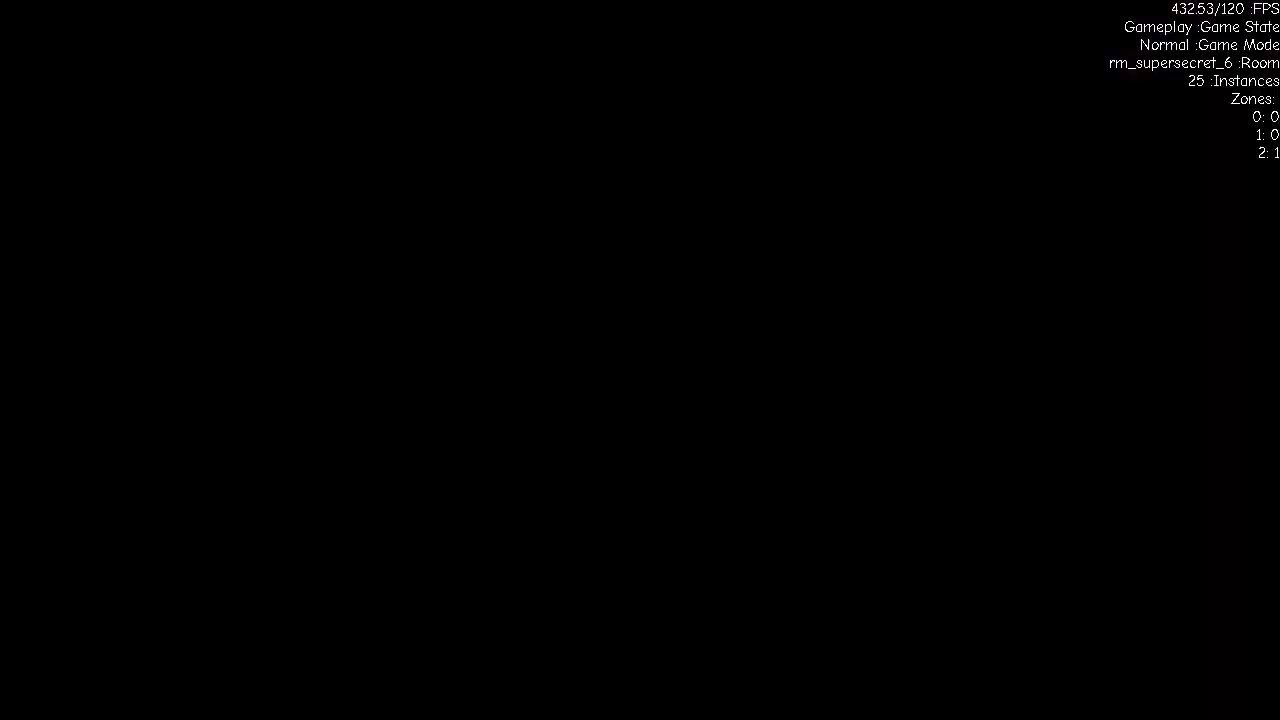 432.53/120 :FPS
Gameplay :Game State
Normal :Game Mode
rm_supersecret_6 :Room
25 :Instances
Zones:
0: 0
1: 0
2: 1